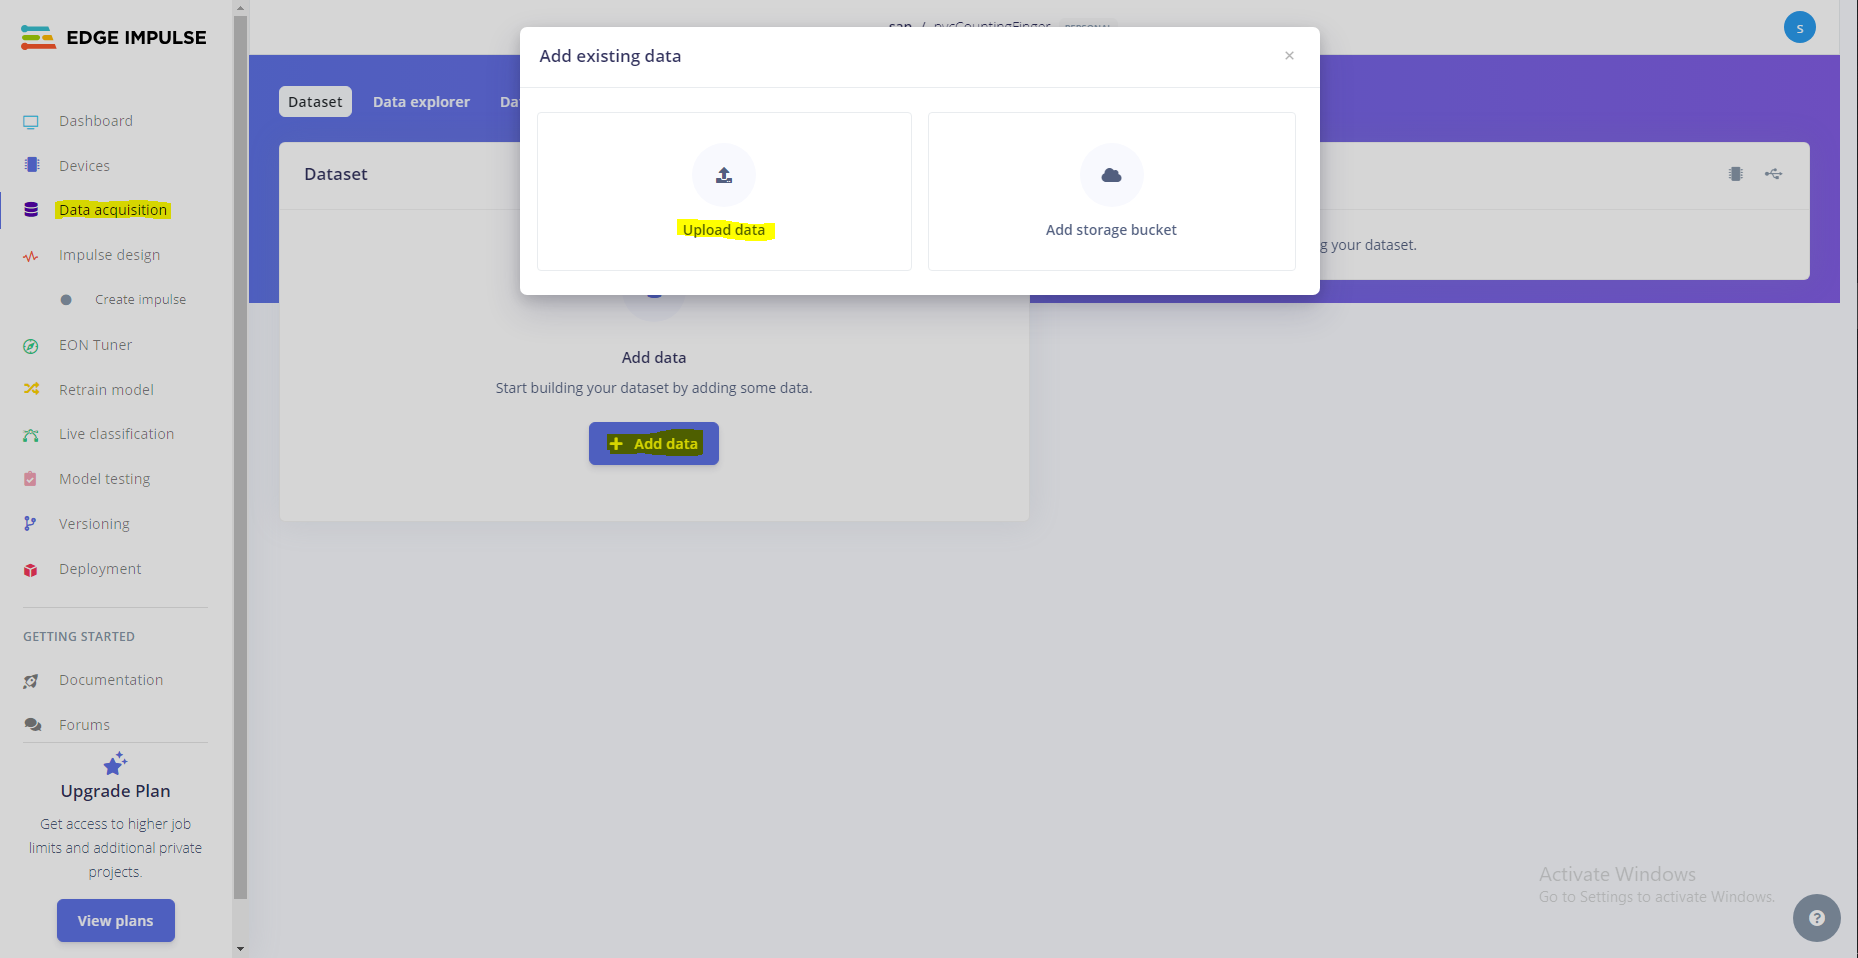 EDGE IMPULSE
Dashboard
Devices
Data acquisition
Impulse design
Create impulse
EON Tuner
Retrain model
Live classification
Model testing
Versioning
Deployment
GETTING STARTED
Documentation
Forums
Upgrade Plan
Get access to higher job
limits and additional private
projects.
View plans
san / nycCountingFinger PERSONAL
S
Dataset Data explorer Da
Dataset
Add existing data ×
Upload data
Add storage bucket
g your dataset.
Add data
Start building your dataset by adding some data.
+ Add data
Activate Windows
Go to Settings to activate Windows.
?